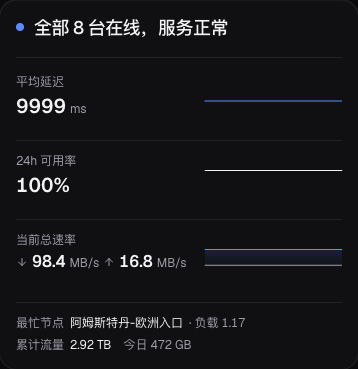 全部 8 台在线，服务正常
平均延迟
9999 ms
24h 可用率
100%
当前总速率
↓ 98.4 MB/s ↑ 16.8 MB/s
最忙节点 阿姆斯特丹-欧洲入口 · 负载 1.17
累计流量 2.92 TB 今日 472 GB